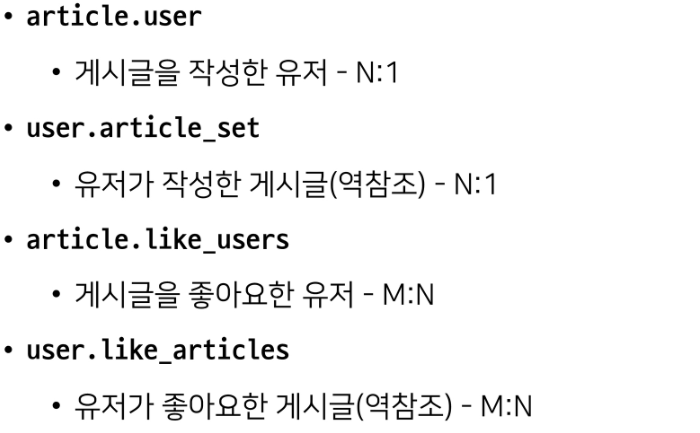 • article.user
• 게시글을 작성한 유저 - N:1
• user.article_set
• 유저가 작성한 게시글(역참조) - N:1
• article.like_users
• 게시글을 좋아요한 유저 - M:N
• user.like_articles
• 유저가 좋아요한 게시글(역참조) - M:N